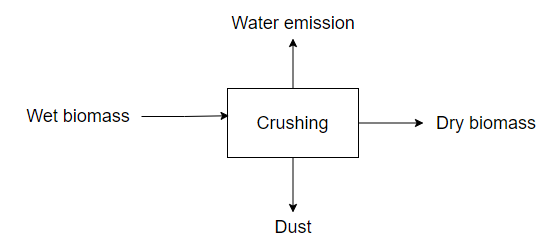 Water emission
Wet biomass
Crushing
Dry biomass
Dust